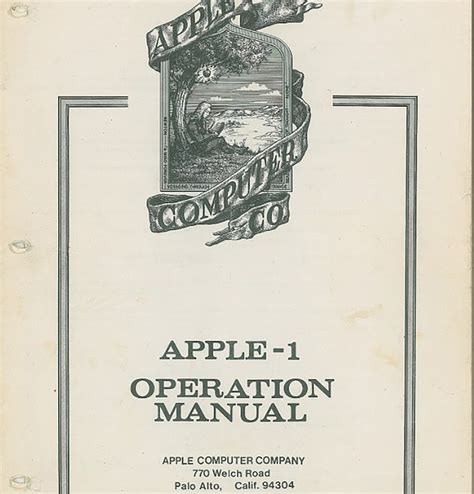 APPLE
COMPUTER
CO.
APPLE-1
OPERATION
MANUAL
APPLE COMPUTER COMPANY
770 Welch Road
Palo Alto, Calif. 94304